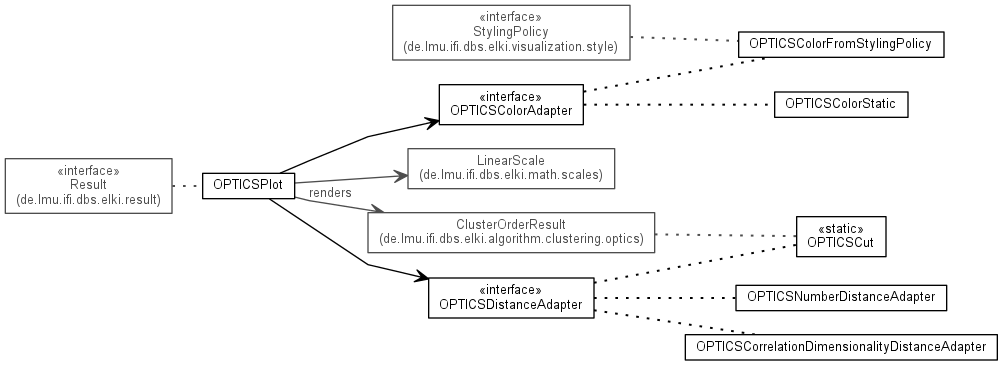 «interface»
StylingPolicy
(de.lmu.ifi.dbs.elki.visualization.style)
OPTICSColorFromStylingPolicy
«interface»
OPTICSColorAdapter
OPTICSColorStatic
«interface»
Result
(de.lmu.ifi.dbs.elki.result)
OPTICSPlot
LinearScale
(de.lmu.ifi.dbs.elki.math.scales)
renders
ClusterOrderResult
(de.lmu.ifi.dbs.elki.algorithm.clustering.optics)
«static»
OPTICSCut
«interface»
OPTICSDistanceAdapter
OPTICSNumberDistanceAdapter
OPTICSCorrelationDimensionalityDistanceAdapter